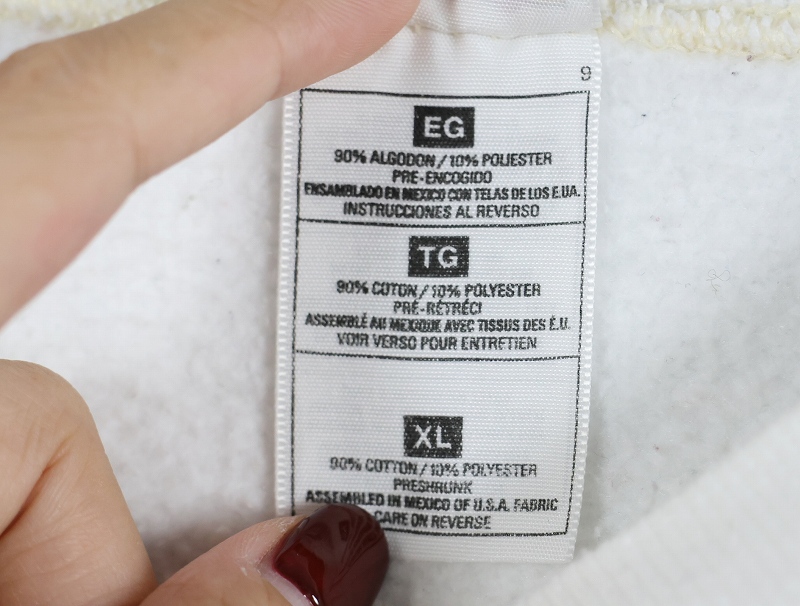 9
EG
90% ALGODON / 10% POLIESTER
PRE-ENCOGIDO
ENSAMBLADO EN MEXICO CON TELAS DE LOS E.UA.
INSTRUCCIONES AL REVERSO
TG
90% COTON / 10% POLYESTER
PRÉ-RÉTRÉCI
ASSEMBLÉ AU MEXIQUE AVEC TISSUS DES É.U.
VOIR VERSO POUR ENTRETIEN
XL
90% COTTON / 10% POLYESTER
PRESHRUNK
ASSEMBLED IN MEXICO OF U.S.A. FABRIC
CARE ON REVERSE